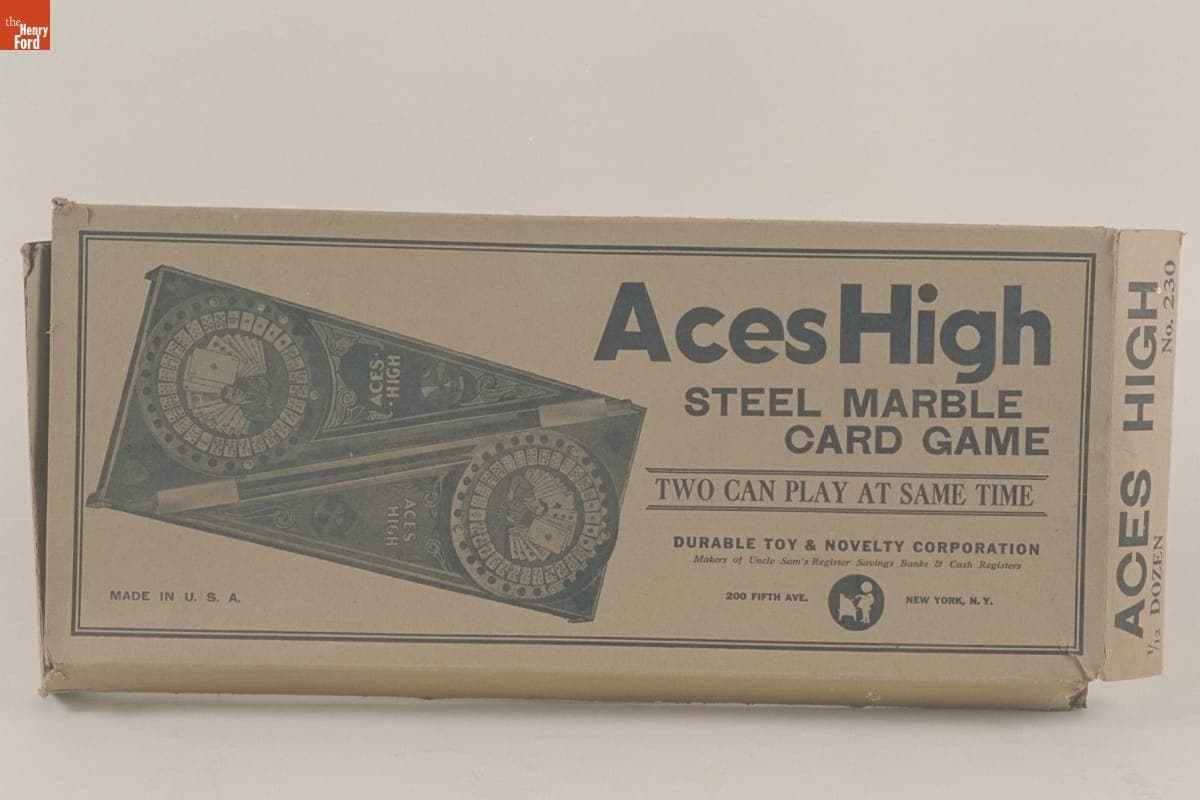 the
Henry
Ford
Aces High
STEEL MARBLE
CARD GAME
TWO CAN PLAY AT SAME TIME
DURABLE TOY & NOVELTY CORPORATION
Makers of Uncle Sam's Register Savings Banks & Cash Registers
200 FIFTH AVE.
NEW YORK, N. Y.
MADE IN U. S. A.
ACES
HIGH
ACES
HIGH
ACES HIGH
No. 230
1/12 DOZEN